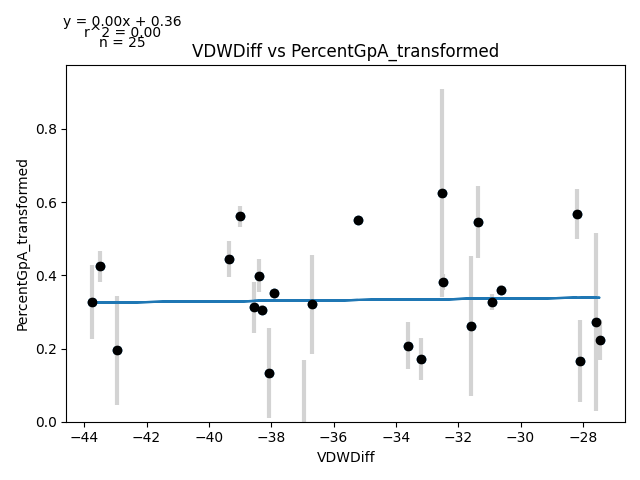 y = 0.00x + 0.36
r^2 = 0.00
n = 25
VDWDiff vs PercentGpA_transformed
PercentGpA_transformed
0.8
0.6
0.4
0.2
0.0
−44
−42
−40
−38
−36
−34
−32
−30
−28
VDWDiff